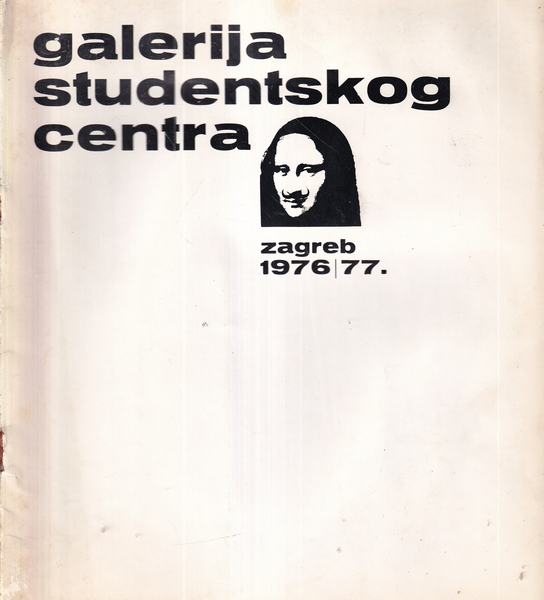 galerija
studentskog
centra
zagreb
1976|77.